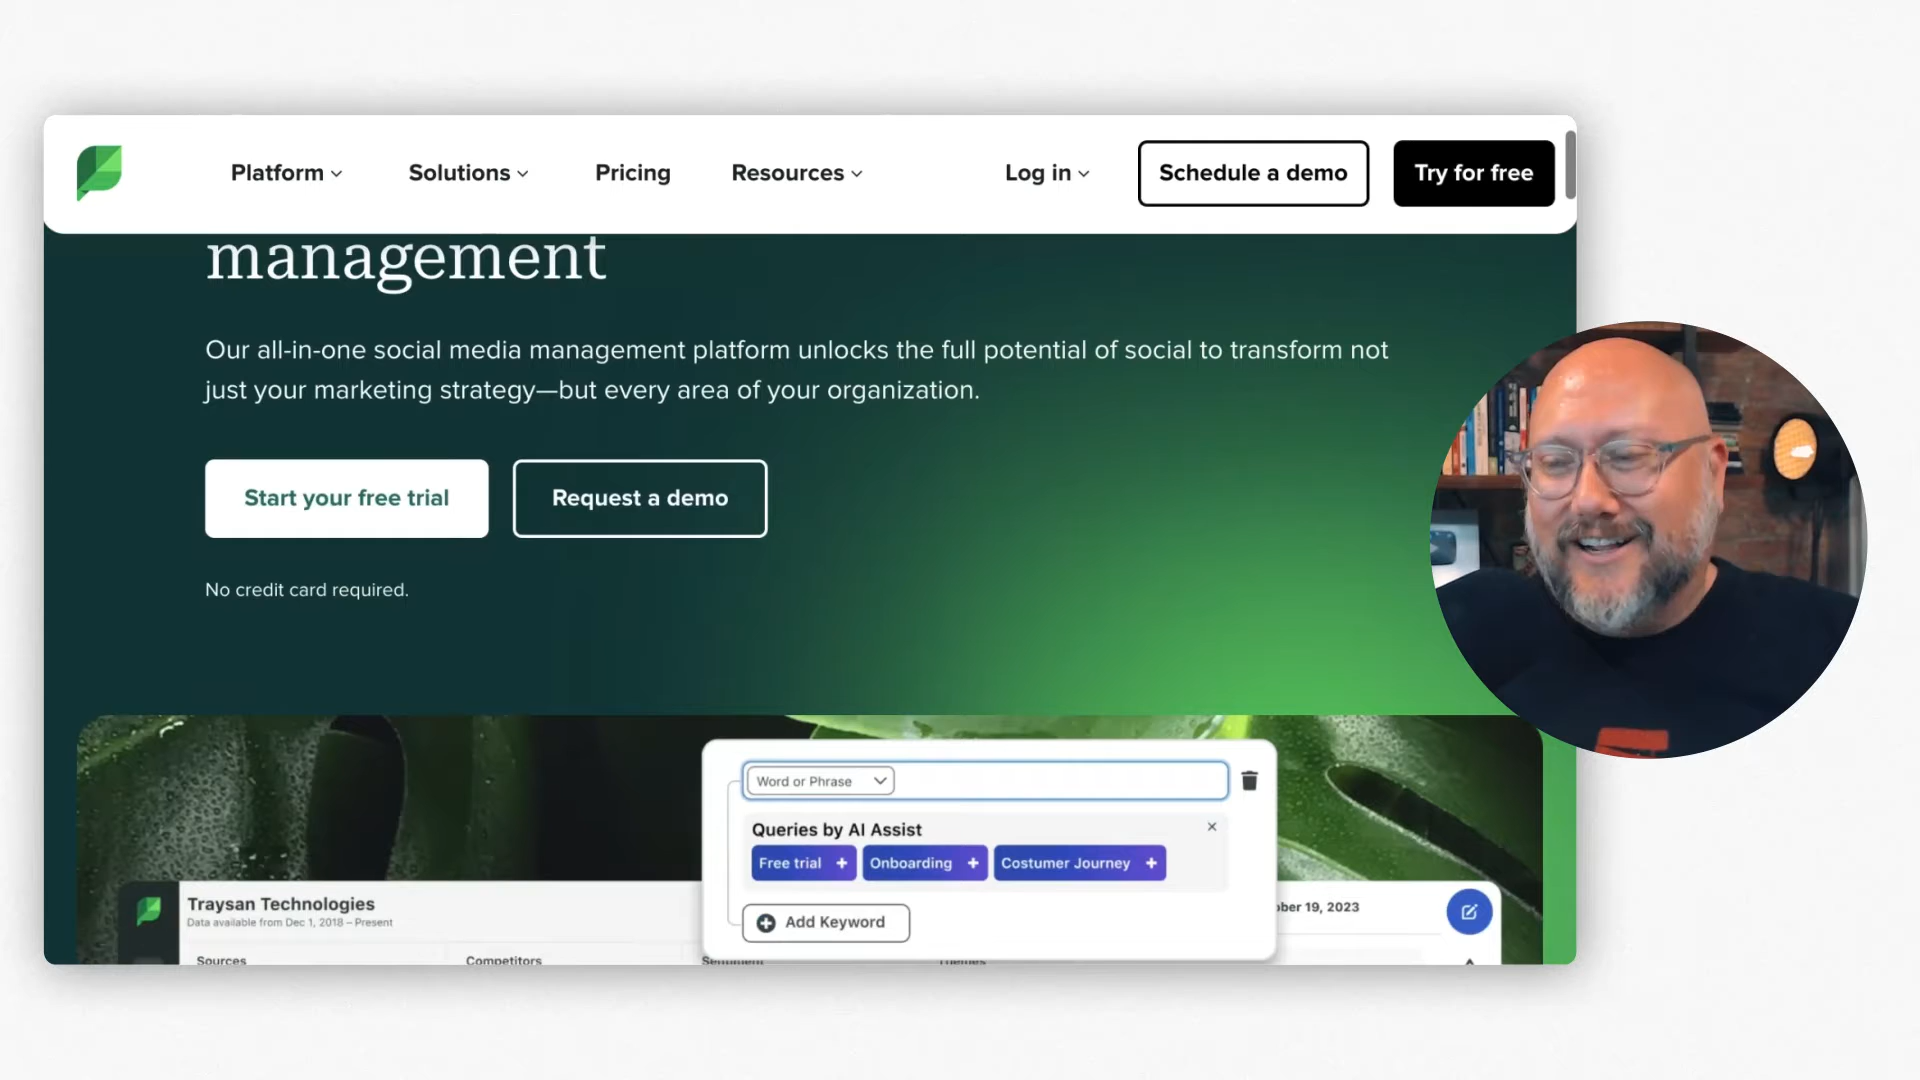 Platform
Solutions
Pricing
Resources
Log in
Schedule a demo
Try for free
management
Our all-in-one social media management platform unlocks the full potential of social to transform not
just your marketing strategy—but every area of your organization.
Start your free trial
Request a demo
No credit card required.
Word or Phrase
Queries by AI Assist
Free trial +
Onboarding +
Costumer Journey +
Add Keyword
Traysan Technologies
Data available from Dec 1, 2018 – Present
ber 19, 2023
Sources
Competitors
Sentiment
Themes